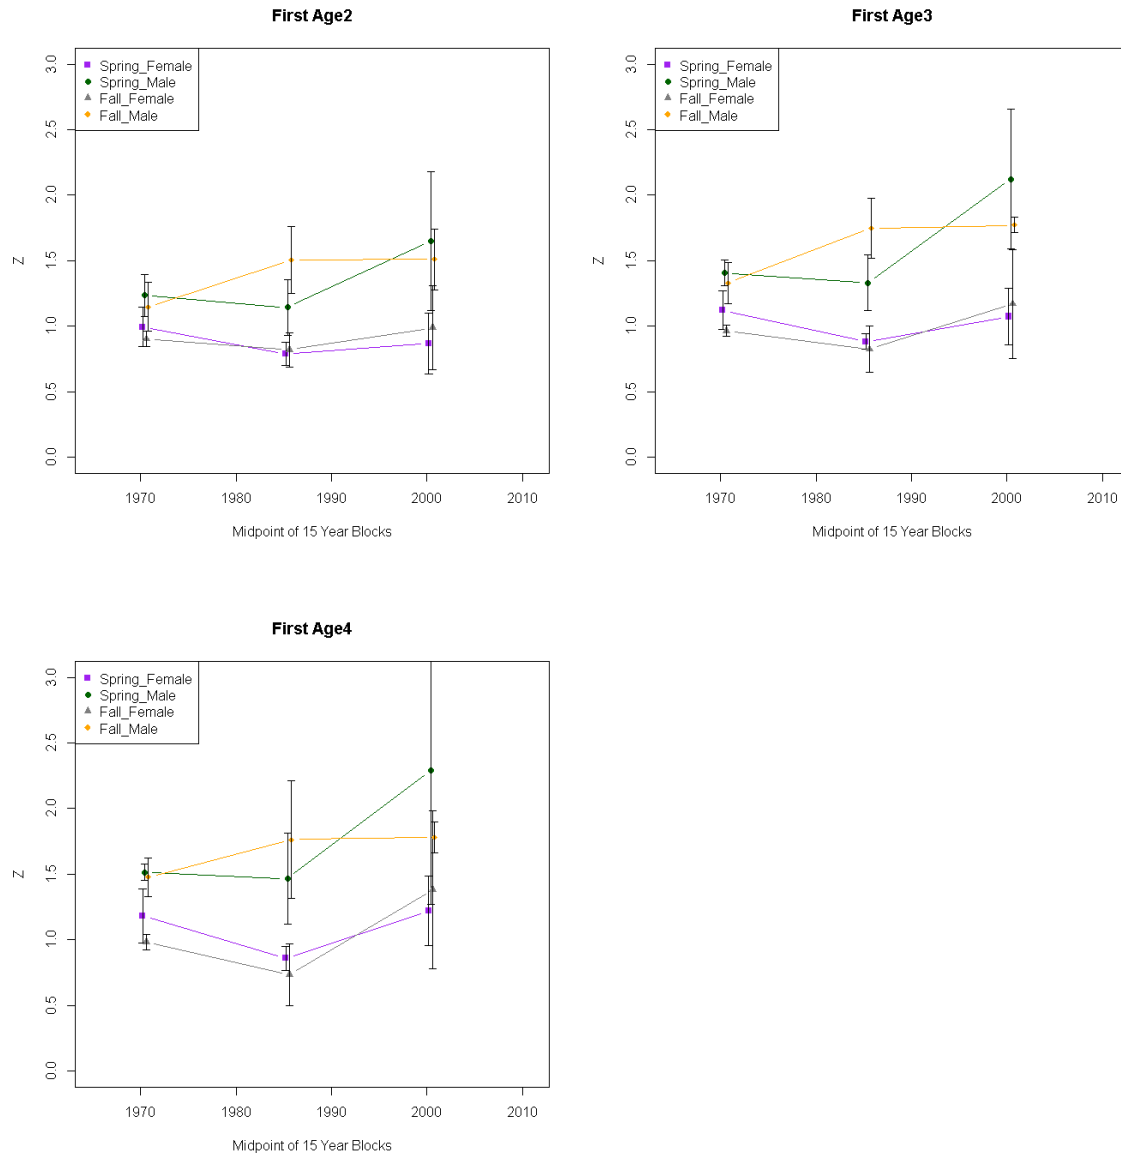 First Age2
Spring_Female
Spring_Male
Fall_Female
Fall_Male
3.0
2.5
2.0
1.5
1.0
0.5
0.0
Z
1970 1980 1990 2000 2010
Midpoint of 15 Year Blocks
First Age3
Spring_Female
Spring_Male
Fall_Female
Fall_Male
3.0
2.5
2.0
1.5
1.0
0.5
0.0
Z
1970 1980 1990 2000 2010
Midpoint of 15 Year Blocks
First Age4
Spring_Female
Spring_Male
Fall_Female
Fall_Male
3.0
2.5
2.0
1.5
1.0
0.5
0.0
Z
1970 1980 1990 2000 2010
Midpoint of 15 Year Blocks